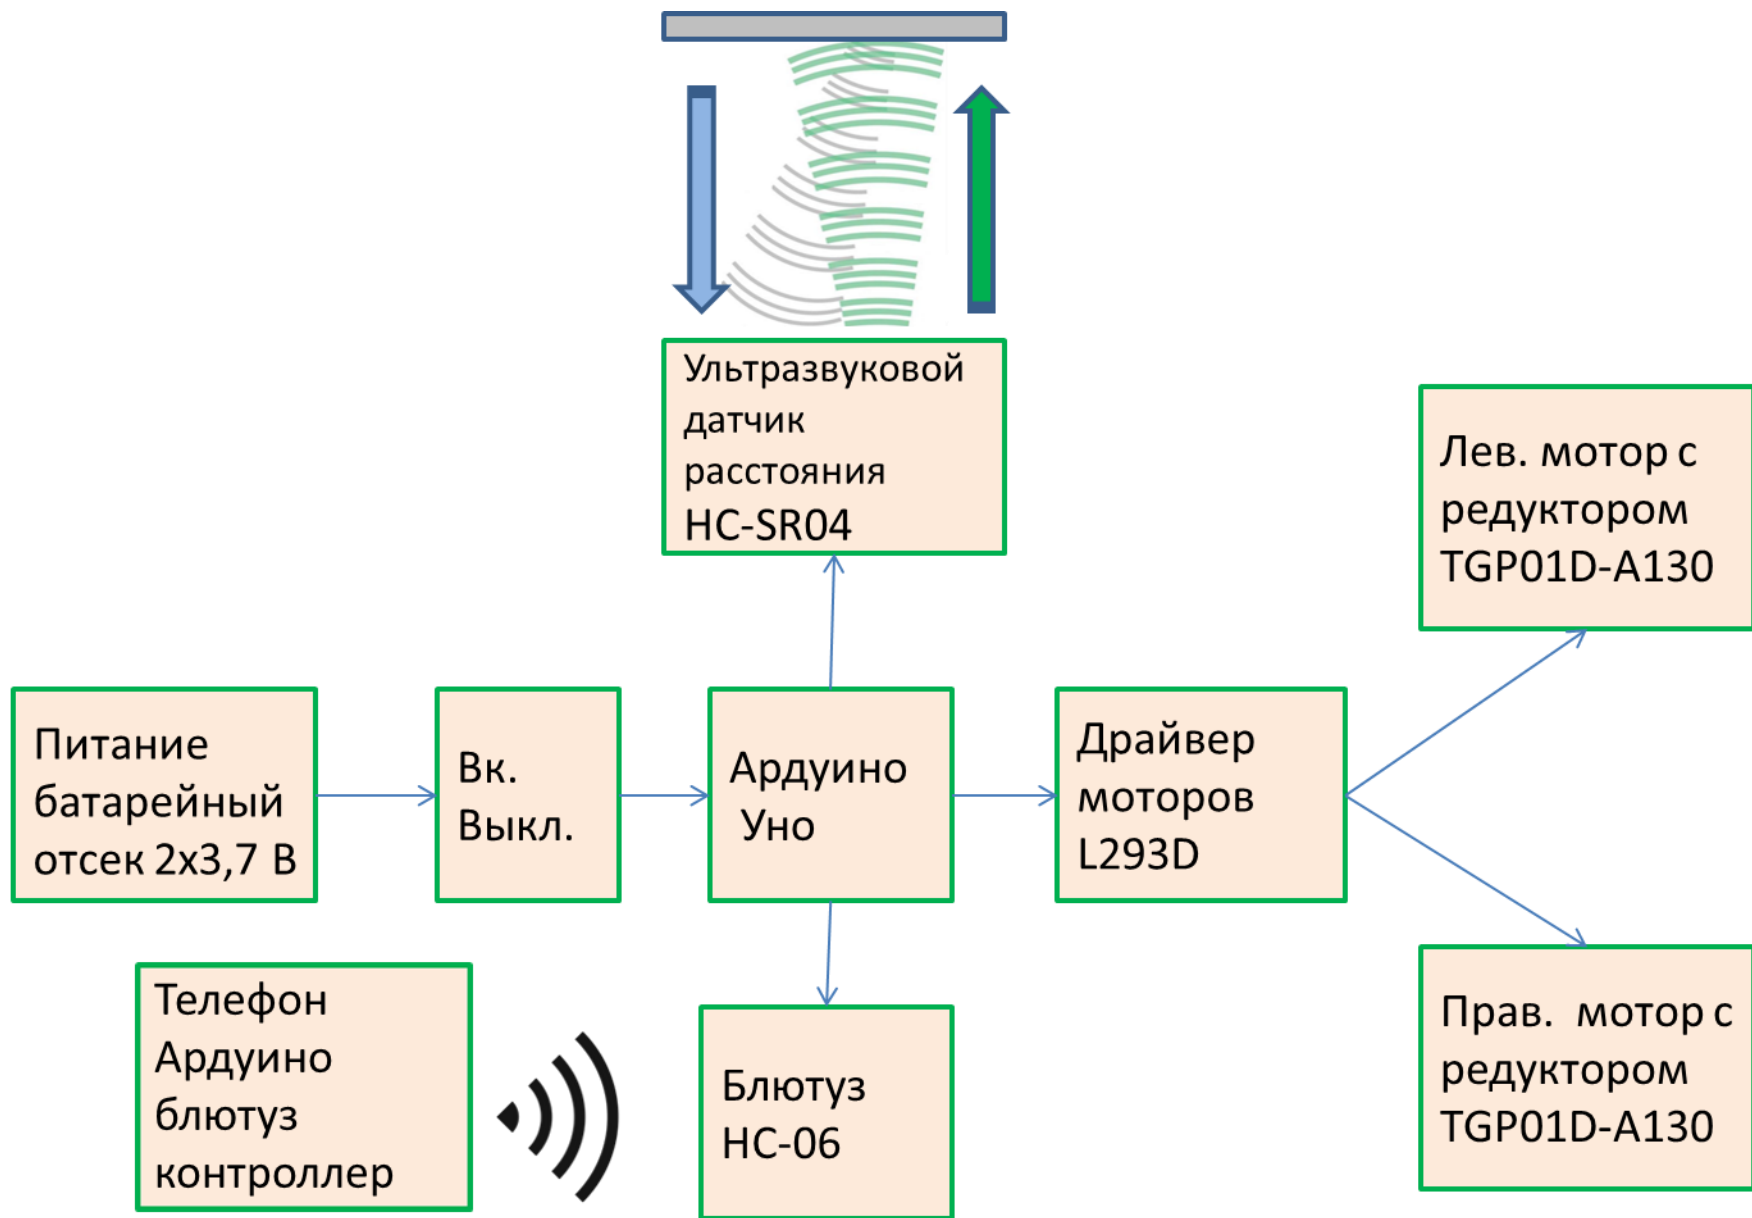 Ультразвуковой
датчик
расстояния
HC-SR04
Лев. мотор с
редуктором
TGP01D-A130
Питание
батарейный
отсек 2х3,7 В
Вк.
Выкл.
Ардуино
Уно
Драйвер
моторов
L293D
Телефон
Ардуино
блютуз
контроллер
Блютуз
HC-06
Прав. мотор с
редуктором
TGP01D-A130